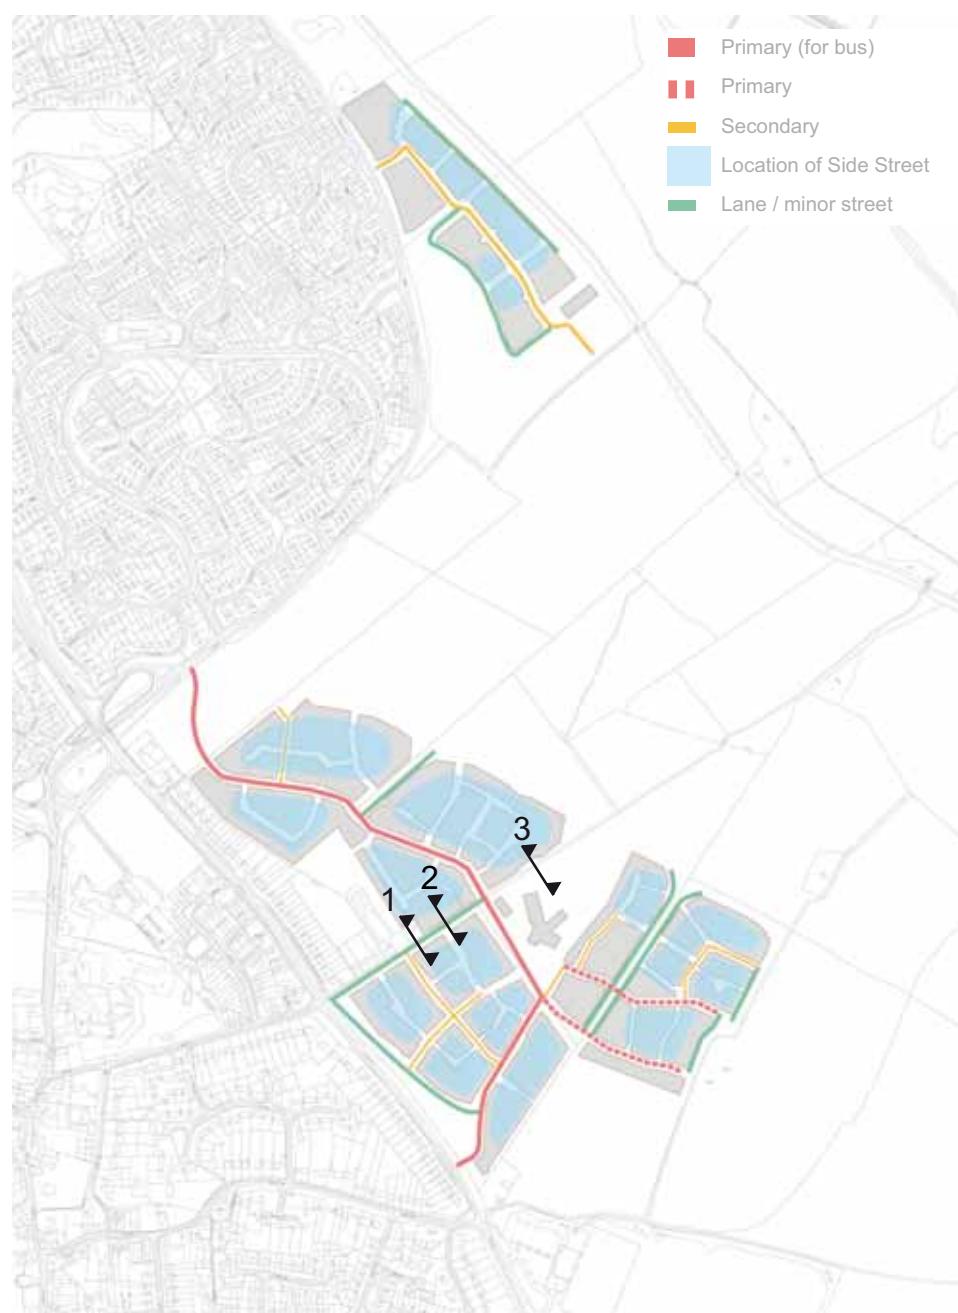 Primary (for bus)
Primary
Secondary
Location of Side Street
Lane / minor street
3
2
1